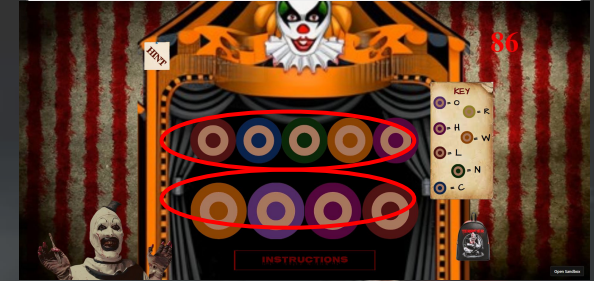 HINT
86
KEY
= O
= R
= H
= W
= L
= N
= C
INSTRUCTIONS
Open Sandbox